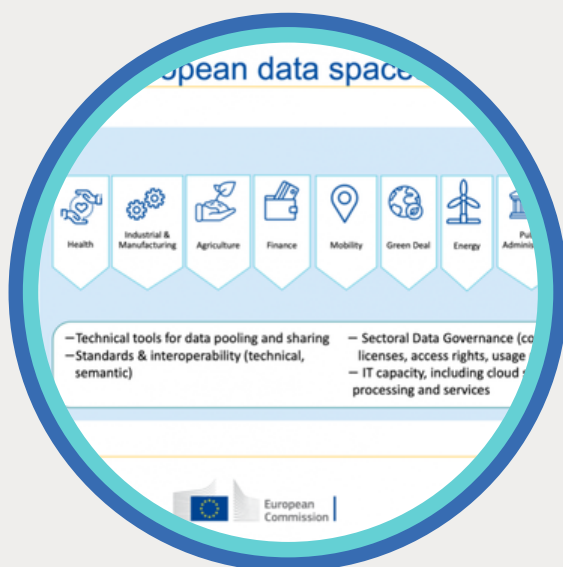 opean data space
Health
Industrial &
Manufacturing
Agriculture
Finance
Mobility
Green Deal
Energy
Pu
Adminis
—Technical tools for data pooling and sharing
—Standards & interoperability (technical,
semantic)
— Sectoral Data Governance (co
licenses, access rights, usage
— IT capacity, including cloud s
processing and services
European
Commission